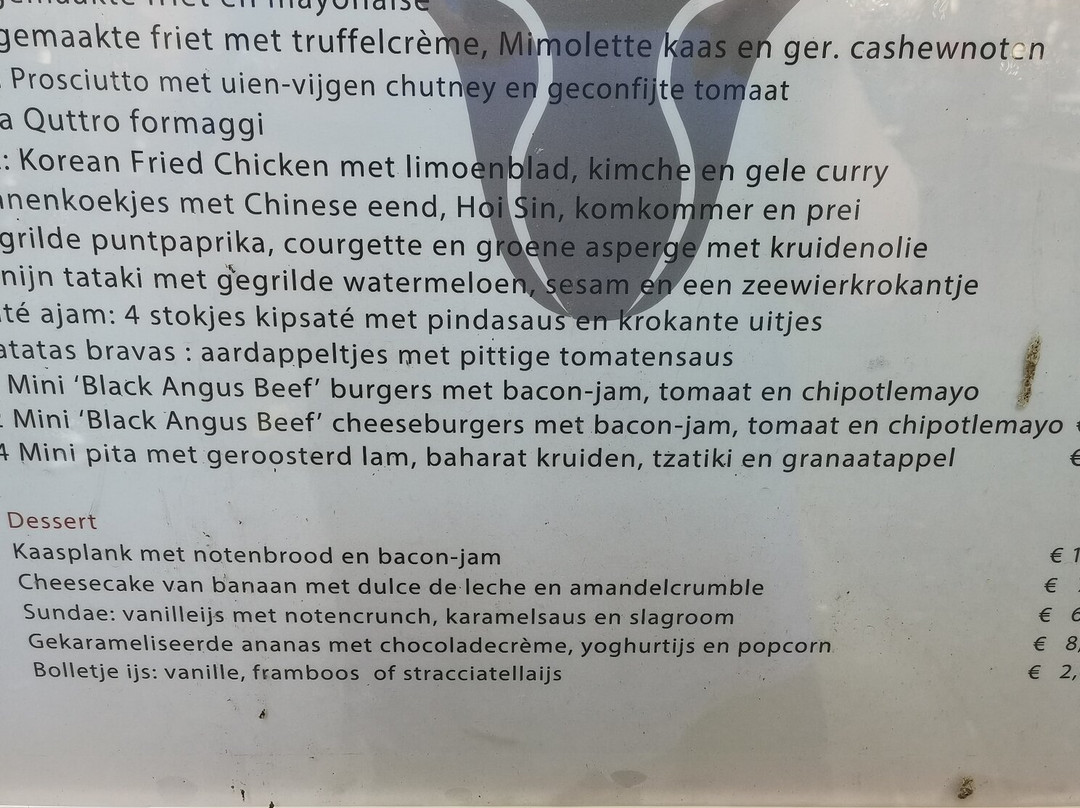 friet en mayonaise
gemaakte friet met truffelcrème, Mimolette kaas en ger. cashewnoten
Prosciutto met uien-vijgen chutney en geconfijte tomaat
a Quttro formaggi
: Korean Fried Chicken met limoenblad, kimche en gele curry
nnenkoekjes met Chinese eend, Hoi Sin, komkommer en prei
grilde puntpaprika, courgette en groene asperge met kruidenolie
nijn tataki met gegrilde watermeloen, sesam en een zeewierkrokantje
té ajam: 4 stokjes kipsaté met pindasaus en krokante uitjes
atatas bravas : aardappeltjes met pittige tomatensaus
Mini ‘Black Angus Beef’ burgers met bacon-jam, tomaat en chipotlemayo
Mini ‘Black Angus Beef’ cheeseburgers met bacon-jam, tomaat en chipotlemayo €
4 Mini pita met geroosterd lam, baharat kruiden, tzatiki en granaatappel €
Dessert
Kaasplank met notenbrood en bacon-jam € 1
Cheesecake van banaan met dulce de leche en amandelcrumble €
Sundae: vanilleijs met notencrunch, karamelsaus en slagroom € 6
Gekarameliseerde ananas met chocoladecrème, yoghurtijs en popcorn € 8,
Bolletje ijs: vanille, framboos of stracciatellaijs € 2,